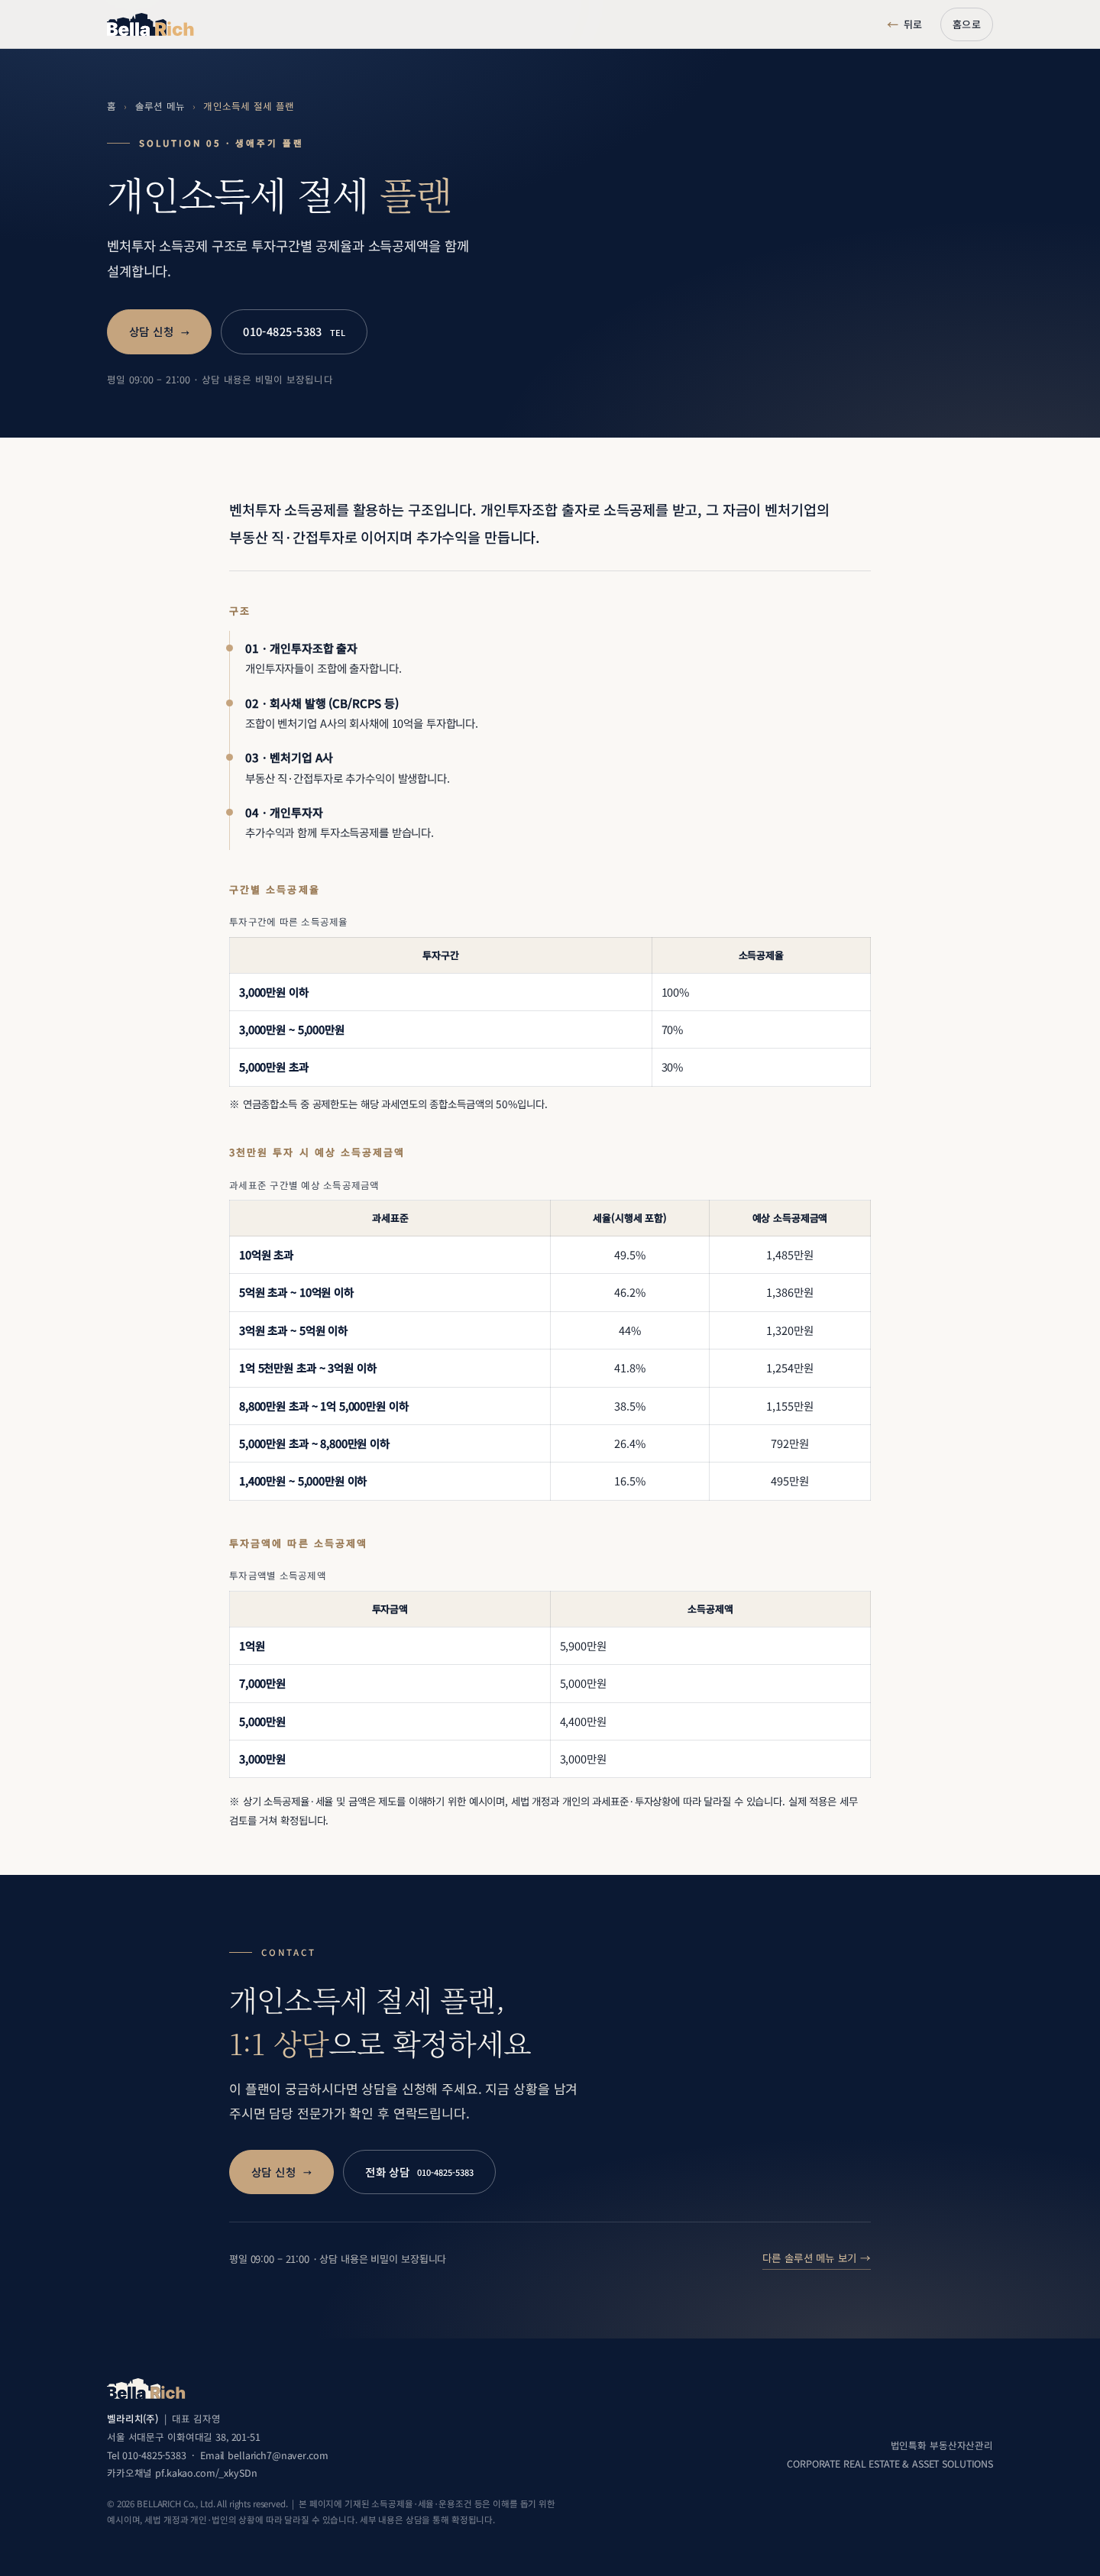 Bella Rich
← 뒤로 홈으로
홈 › 솔루션 메뉴 › 개인소득세 절세 플랜
SOLUTION 05 · 생애주기 플랜
개인소득세 절세 플랜
벤처투자 소득공제 구조로 투자구간별 공제율과 소득공제액을 함께
설계합니다.
상담 신청 → 010-4825-5383 TEL
평일 09:00 – 21:00 · 상담 내용은 비밀이 보장됩니다
벤처투자 소득공제를 활용하는 구조입니다. 개인투자조합 출자로 소득공제를 받고, 그 자금이 벤처기업의
부동산 직·간접투자로 이어지며 추가수익을 만듭니다.
구조
01 · 개인투자조합 출자
개인투자자들이 조합에 출자합니다.
02 · 회사채 발행 (CB/RCPS 등)
조합이 벤처기업 A사의 회사채에 10억을 투자합니다.
03 · 벤처기업 A사
부동산 직·간접투자로 추가수익이 발생합니다.
04 · 개인투자자
추가수익과 함께 투자소득공제를 받습니다.
구간별 소득공제율
투자구간에 따른 소득공제율
투자구간 소득공제율
3,000만원 이하 100%
3,000만원 ~ 5,000만원 70%
5,000만원 초과 30%
※ 연금종합소득 중 공제한도는 해당 과세연도의 종합소득금액의 50%입니다.
3천만원 투자 시 예상 소득공제금액
과세표준 구간별 예상 소득공제금액
과세표준 세율(시행세 포함) 예상 소득공제금액
10억원 초과 49.5% 1,485만원
5억원 초과 ~ 10억원 이하 46.2% 1,386만원
3억원 초과 ~ 5억원 이하 44% 1,320만원
1억 5천만원 초과 ~ 3억원 이하 41.8% 1,254만원
8,800만원 초과 ~ 1억 5,000만원 이하 38.5% 1,155만원
5,000만원 초과 ~ 8,800만원 이하 26.4% 792만원
1,400만원 ~ 5,000만원 이하 16.5% 495만원
투자금액에 따른 소득공제액
투자금액별 소득공제액
투자금액 소득공제액
1억원 5,900만원
7,000만원 5,000만원
5,000만원 4,400만원
3,000만원 3,000만원
※ 상기 소득공제율·세율 및 금액은 제도를 이해하기 위한 예시이며, 세법 개정과 개인의 과세표준·투자상황에 따라 달라질 수 있습니다. 실제 적용은 세무
검토를 거쳐 확정됩니다.
CONTACT
개인소득세 절세 플랜,
1:1 상담으로 확정하세요
이 플랜이 궁금하시다면 상담을 신청해 주세요. 지금 상황을 남겨
주시면 담당 전문가가 확인 후 연락드립니다.
상담 신청 → 전화 상담 010-4825-5383
평일 09:00 – 21:00 · 상담 내용은 비밀이 보장됩니다 다른 솔루션 메뉴 보기 →
Bella Rich
벨라리치(주) | 대표 김자영
서울 서대문구 이화여대길 38, 201-51
Tel 010-4825-5383 · Email bellarich7@naver.com
카카오채널 pf.kakao.com/_xkySDn
법인특화 부동산자산관리
CORPORATE REAL ESTATE & ASSET SOLUTIONS
© 2026 BELLARICH Co., Ltd. All rights reserved. | 본 페이지에 기재된 소득공제율·세율·운용조건 등은 이해를 돕기 위한
예시이며, 세법 개정과 개인·법인의 상황에 따라 달라질 수 있습니다. 세부 내용은 상담을 통해 확정됩니다.